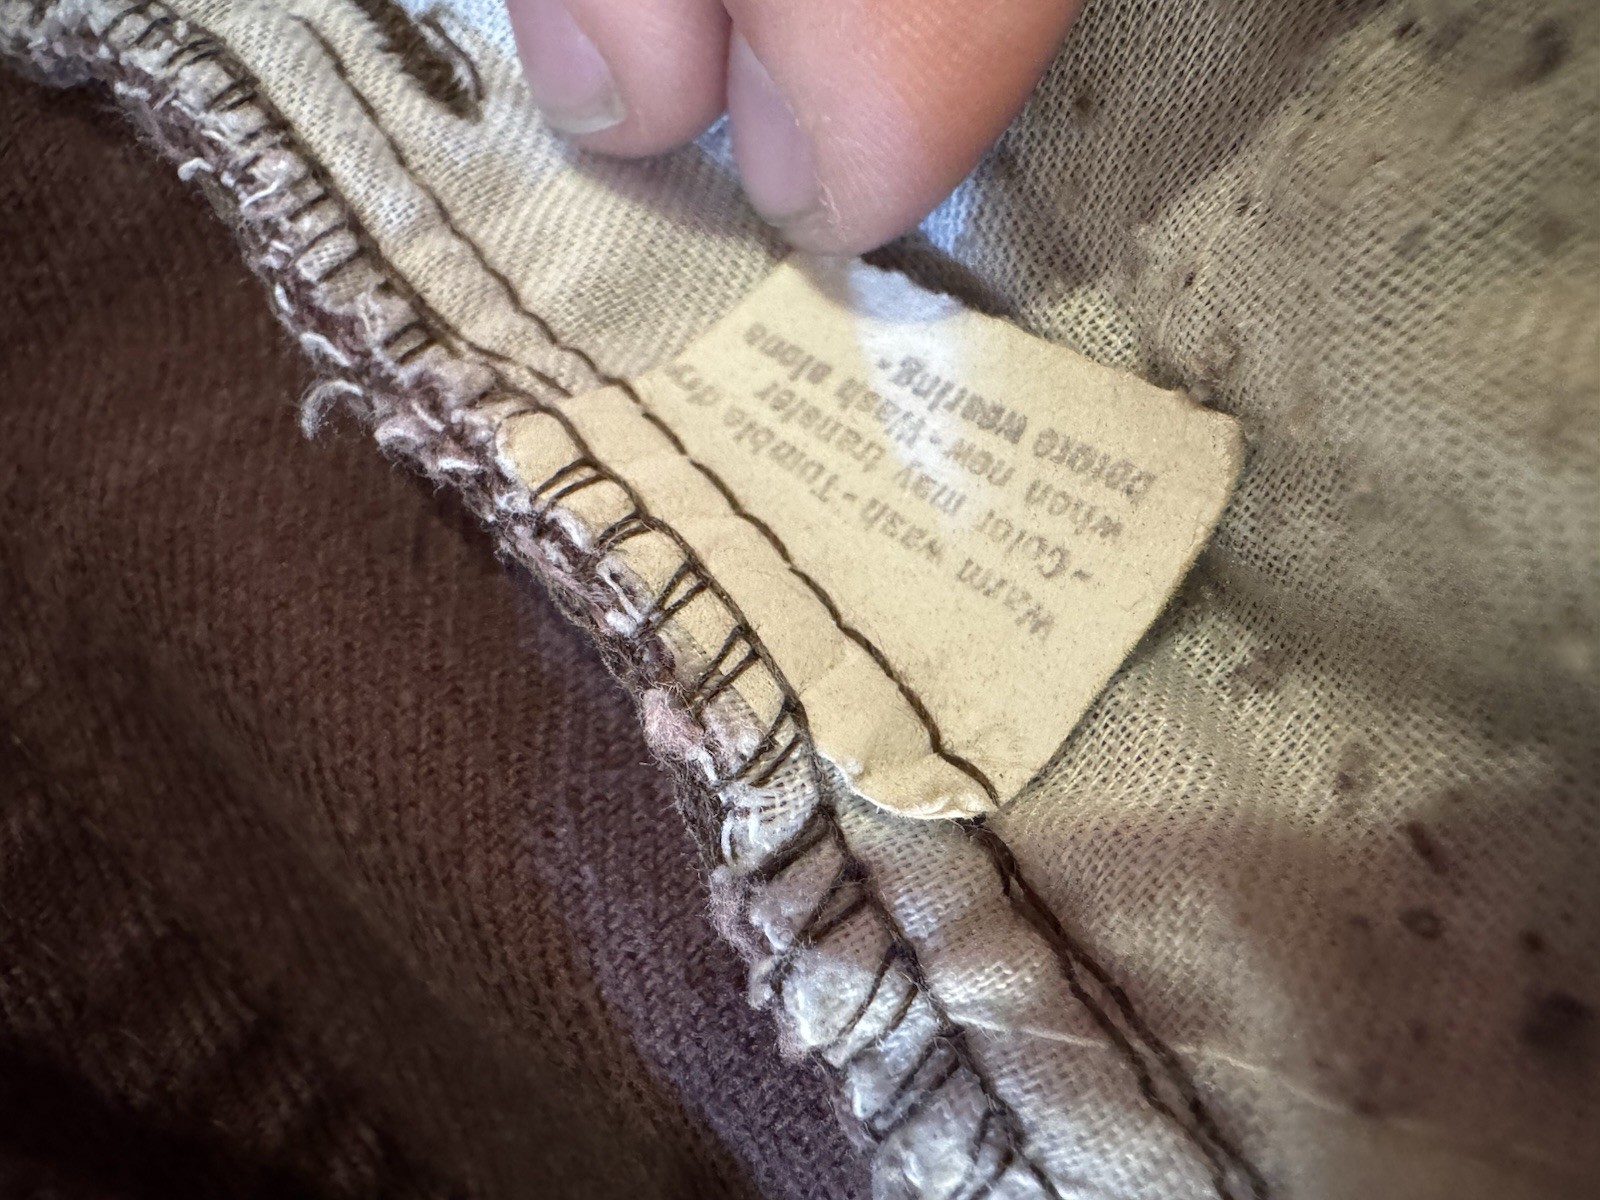 Warm wash - Tumble dry
- Color may transfer
when new - Wash alone
before wearing.